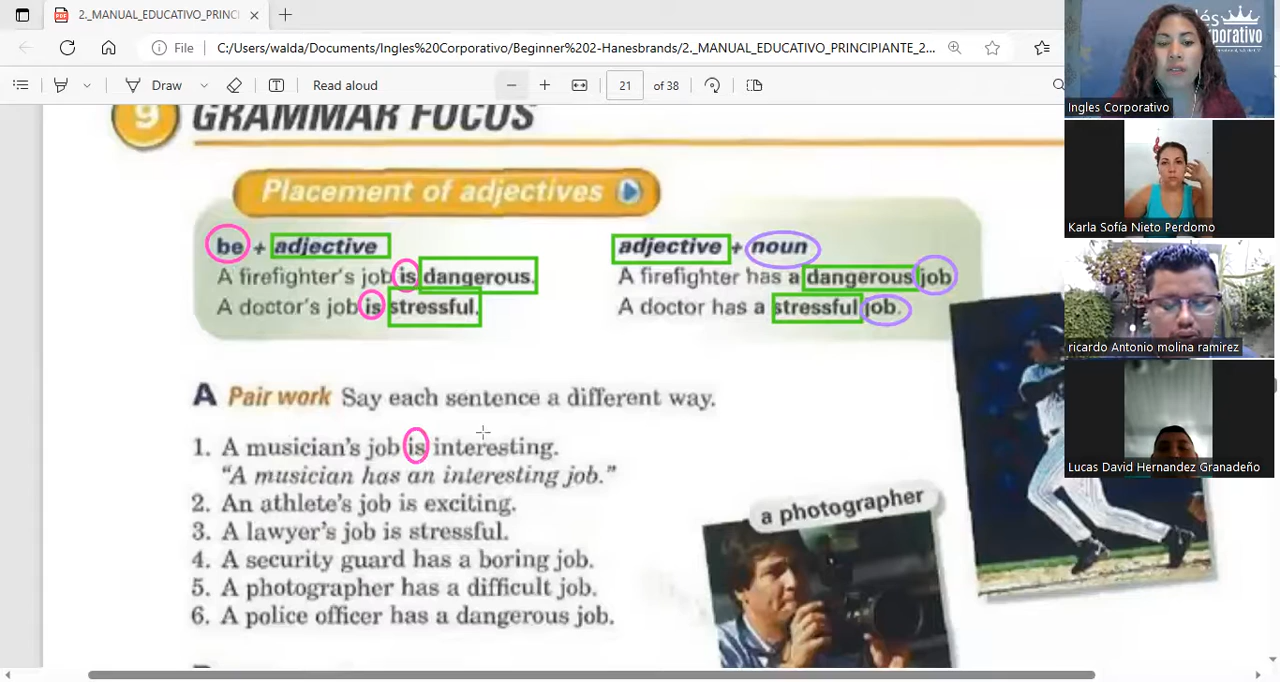 2._MANUAL_EDUCATIVO_PRINCI
File
C:/Users/walda/Documents/Ingles%20Corporativo/Beginner%202-Hanesbrands/2._MANUAL_EDUCATIVO_PRINCIPIANTE_2...
Draw
Read aloud
21 of 38
9 GRAMMAR FOCUS
Placement of adjectives
be + adjective
A firefighter's job is dangerous.
A doctor's job is stressful.
adjective + noun
A firefighter has a dangerous job
A doctor has a stressful job.
A Pair work Say each sentence a different way.
1. A musician's job is interesting.
"A musician has an interesting job."
2. An athlete's job is exciting.
3. A lawyer's job is stressful.
4. A security guard has a boring job.
5. A photographer has a difficult job.
6. A police officer has a dangerous job.
a photographer
Ingles Corporativo
Karla Sofía Nieto Perdomo
ricardo Antonio molina ramirez
Lucas David Hernandez Granadeño